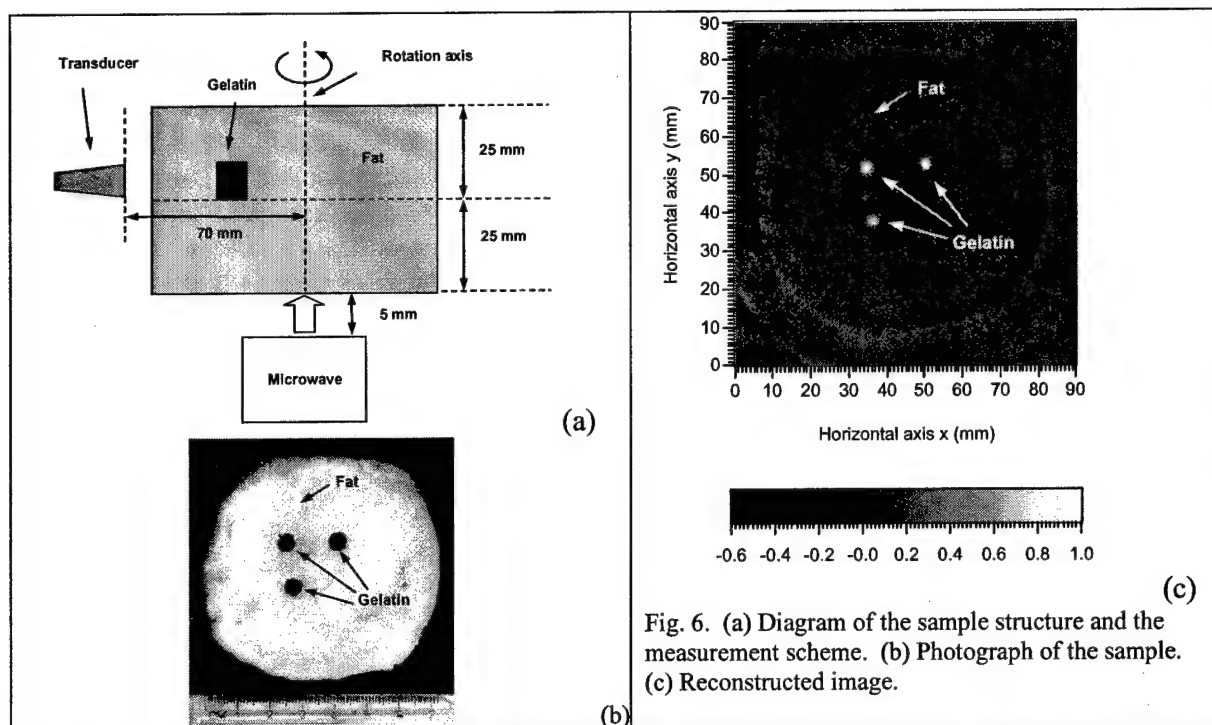 Transducer
Gelatin
Rotation axis
Fat
25 mm
70 mm
25 mm
5 mm
Microwave
(a)
Fat
Gelatin
(b)
90
80
70
60
50
40
30
20
10
0
Horizontal axis y (mm)
Fat
Gelatin
0 10 20 30 40 50 60 70 80 90
Horizontal axis x (mm)
-0.6 -0.4 -0.2 -0.0 0.2 0.4 0.6 0.8 1.0
(c)
Fig. 6. (a) Diagram of the sample structure and the
measurement scheme. (b) Photograph of the sample.
(c) Reconstructed image.